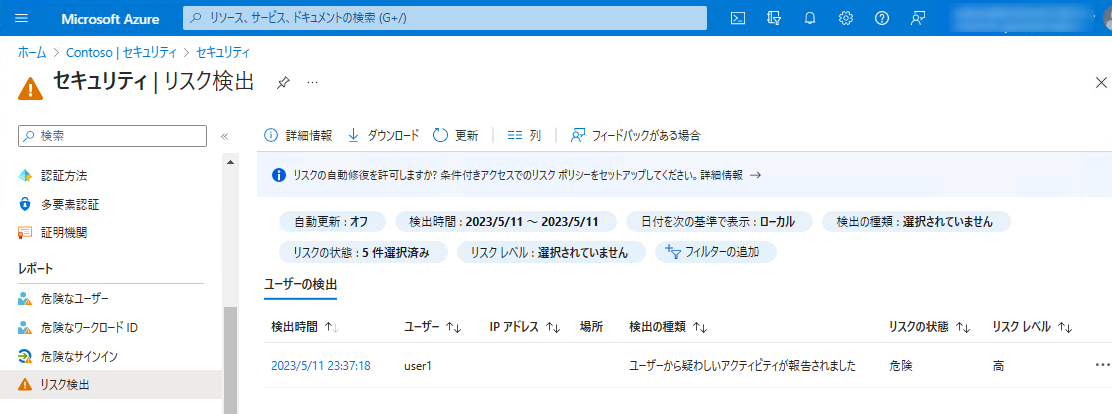 Microsoft Azure
リソース、サービス、ドキュメントの検索 (G+/)
ホーム > Contoso | セキュリティ > セキュリティ
セキュリティ | リスク検出
検索
«
詳細情報 ダウンロード 更新 列 フィードバックがある場合
リスクの自動修復を許可しますか? 条件付きアクセスでのリスク ポリシーをセットアップしてください。詳細情報 →
認証方法
多要素認証
証明機関
レポート
危険なユーザー
危険なワークロード ID
危険なサインイン
リスク検出
自動更新 : オフ
検出時間 : 2023/5/11 ～ 2023/5/11
日付を次の基準で表示 : ローカル
検出の種類 : 選択されていません
リスクの状態 : 5 件選択済み
リスク レベル : 選択されていません
フィルターの追加
ユーザーの検出
検出時間 ↑↓ ユーザー ↑↓ IP アドレス ↑↓ 場所 検出の種類 ↑↓ リスクの状態 ↑↓ リスク レベル ↑↓
2023/5/11 23:37:18 user1 ユーザーから疑わしいアクティビティが報告されました 危険 高